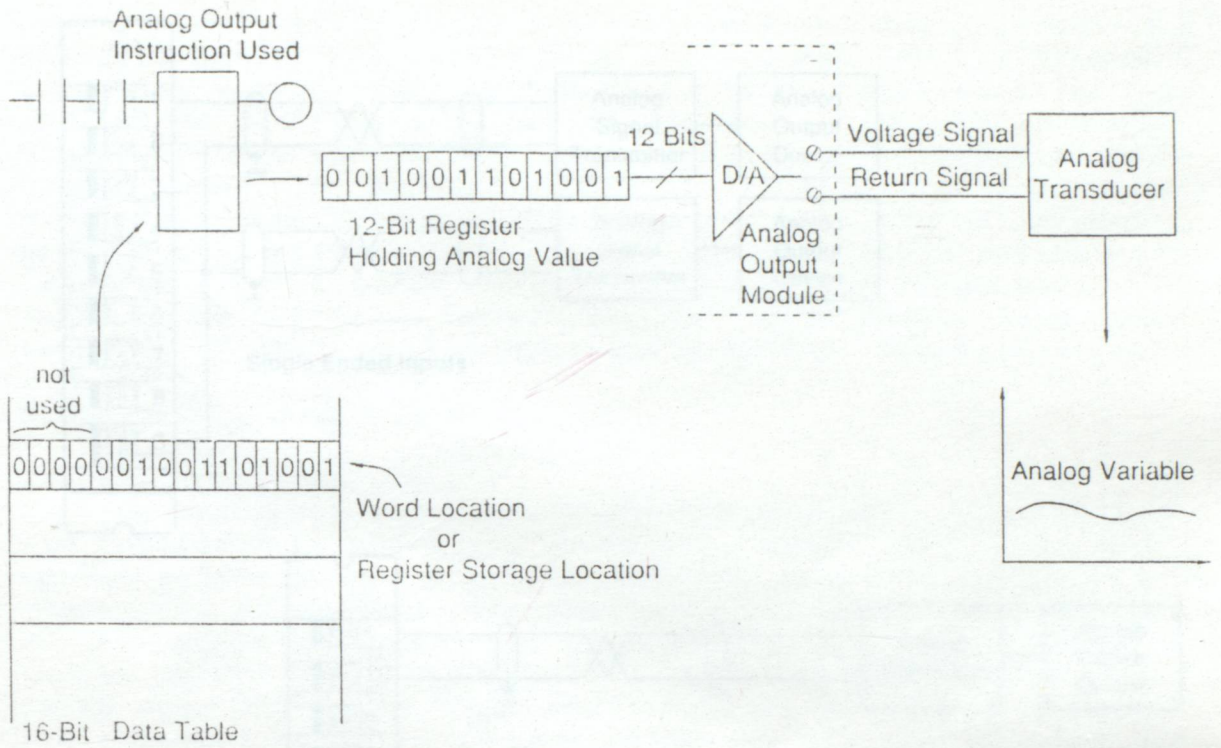 Analog Output
Instruction Used
12 Bits
0 0 1 0 0 1 1 0 1 0 0 1
D/A
Voltage Signal
Return Signal
Analog
Transducer
12-Bit Register
Holding Analog Value
Analog
Output
Module
not
used
0 0 0 0 0 0 1 0 0 1 1 0 1 0 0 1
Word Location
or
Register Storage Location
Analog Variable
16-Bit Data Table
Single Ended Inputs